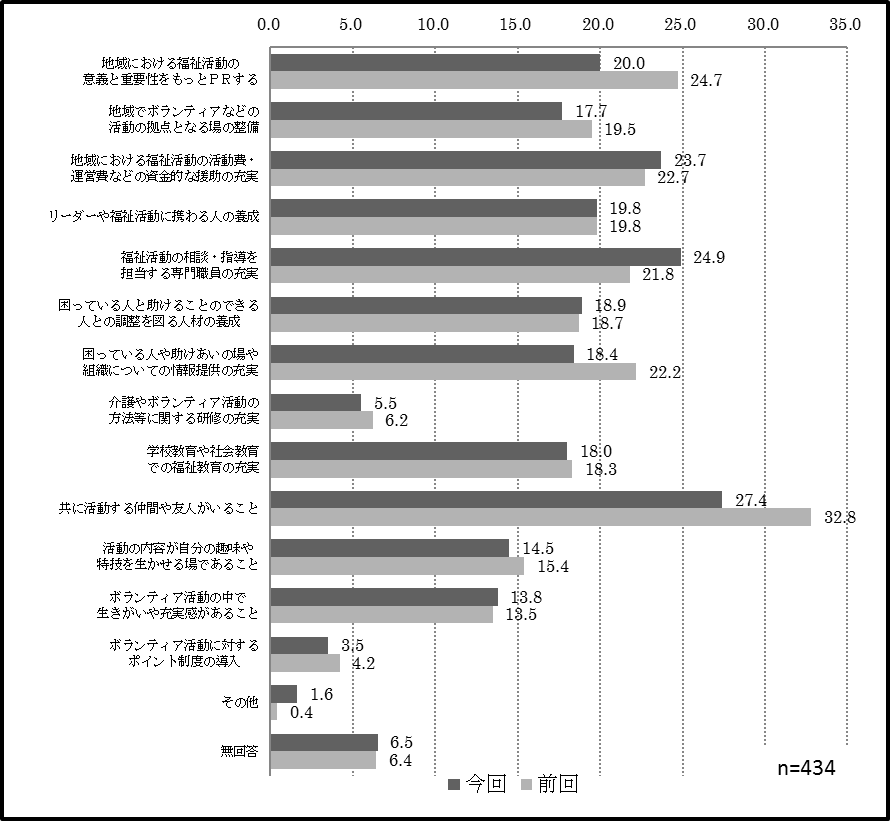 0.0 5.0 10.0 15.0 20.0 25.0 30.0 35.0
地域における福祉活動の
意義と重要性をもっとＰＲする
20.0
24.7
地域でボランティアなどの
活動の拠点となる場の整備
17.7
19.5
地域における福祉活動の活動費・
運営費などの資金的な援助の充実
23.7
22.7
リーダーや福祉活動に携わる人の養成
19.8
19.8
福祉活動の相談・指導を
担当する専門職員の充実
24.9
21.8
困っている人と助けることのできる
人との調整を図る人材の養成
18.9
18.7
困っている人や助けあいの場や
組織についての情報提供の充実
18.4
22.2
介護やボランティア活動の
方法等に関する研修の充実
5.5
6.2
学校教育や社会教育
での福祉教育の充実
18.0
18.3
共に活動する仲間や友人がいること
27.4
32.8
活動の内容が自分の趣味や
特技を生かせる場であること
14.5
15.4
ボランティア活動の中で
生きがいや充実感があること
13.8
13.5
ボランティア活動に対する
ポイント制度の導入
3.5
4.2
その他
1.6
0.4
無回答
6.5
6.4
n=434
今回 前回